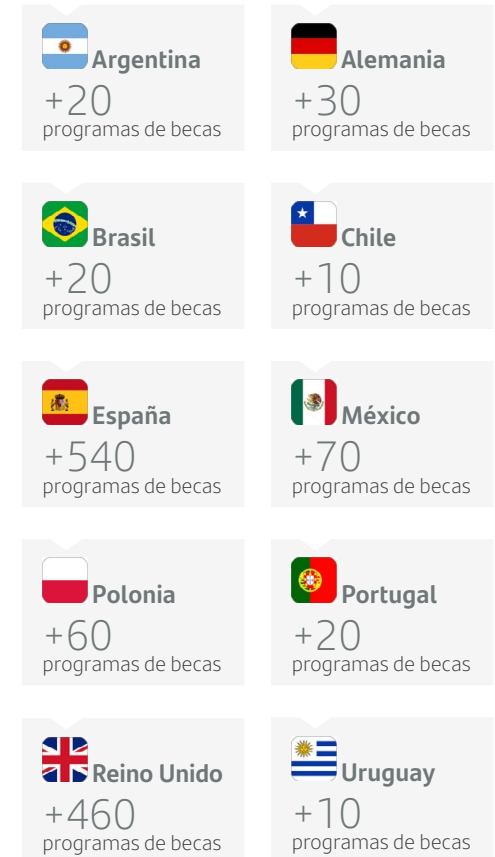 Argentina
+20
programas de becas
Alemania
+30
programas de becas
Brasil
+20
programas de becas
Chile
+10
programas de becas
España
+540
programas de becas
México
+70
programas de becas
Polonia
+60
programas de becas
Portugal
+20
programas de becas
Reino Unido
+460
programas de becas
Uruguay
+10
programas de becas